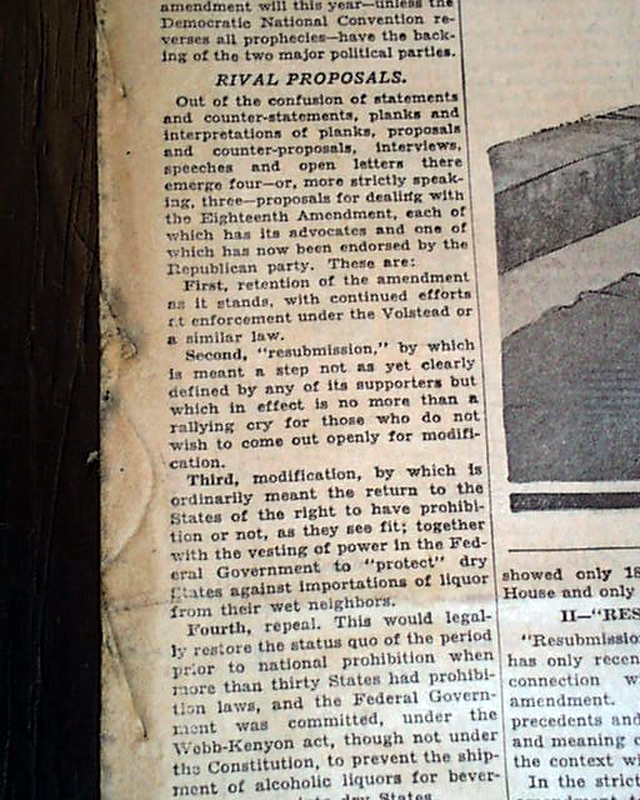 amendment will this year—unless the
Democratic National Convention re-
verses all prophecies—have the back-
ing of the two major political parties.
RIVAL PROPOSALS.
Out of the confusion of statements
and counter-statements, planks and
interpretations of planks, proposals
and counter-proposals, interviews,
speeches and open letters there
emerge four—or, more strictly speak-
ing, three—proposals for dealing with
the Eighteenth Amendment, each of
which has its advocates and one of
which has now been endorsed by the
Republican party. These are:
First, retention of the amendment
as it stands, with continued efforts
at enforcement under the Volstead or
a similar law.
Second, "resubmission," by which
is meant a step not as yet clearly
defined by any of its supporters but
which in effect is no more than a
rallying cry for those who do not
wish to come out openly for modifi-
cation.
Third, modification, by which is
ordinarily meant the return to the
States of the right to have prohibi-
tion or not, as they see fit; together
with the vesting of power in the Fed-
eral Government to "protect" dry
States against importations of liquor
from their wet neighbors.
Fourth, repeal. This would legal-
ly restore the status quo of the period
prior to national prohibition when
more than thirty States had prohibi-
tion laws, and the Federal Govern-
ment was committed, under the
Webb-Kenyon act, though not under
the Constitution, to prevent the ship-
ment of alcoholic liquors for bever-
into dry States
showed only 18
House and only
II—"RES
"Resubmissio
has only recen
connection w
amendment.
precedents and
and meaning o
the context wi
In the strict